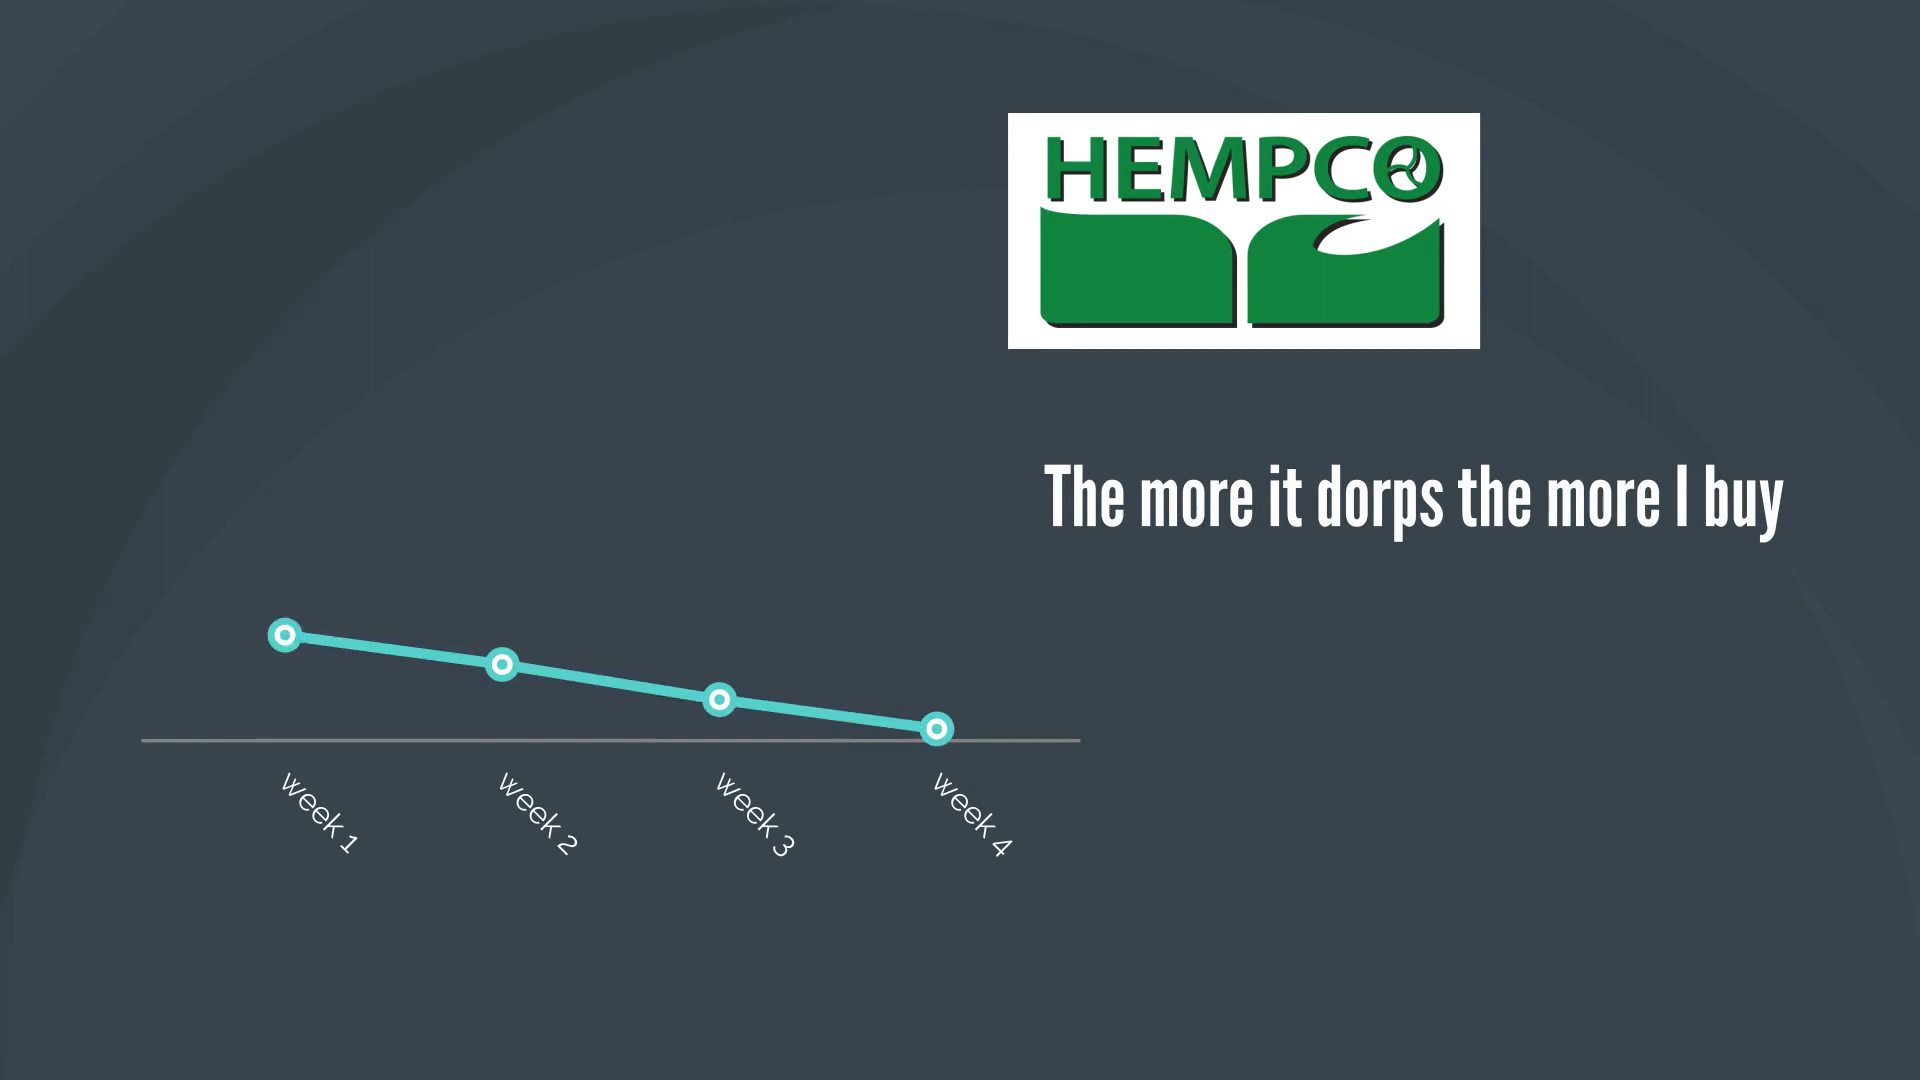 HEMPCO
The more it dorps the more I buy
week 1
week 2
week 3
week 4